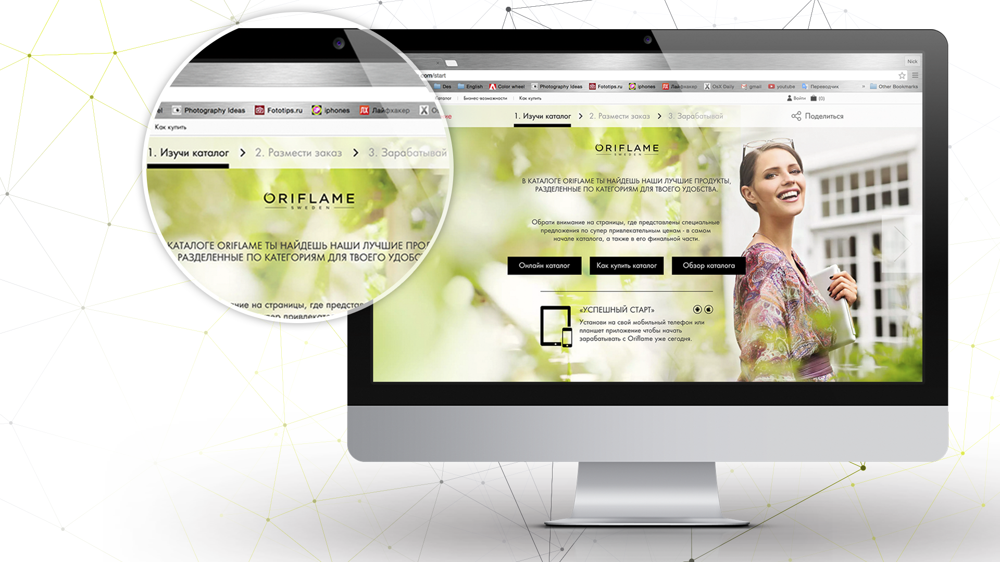 Nick
.com/start
Des English Color wheel Photography Ideas Fototips.ru iphones Лайфхакер OsX Daily gmail youtube Переводчик » Other Bookmarks
Каталог Бизнес-возможности Как купить Войти (0)
1. Изучи каталог 2. Размести заказ 3. Зарабатывай Поделиться
ORIFLAME
SWEDEN
В КАТАЛОГЕ ORIFLAME ТЫ НАЙДЕШЬ НАШИ ЛУЧШИЕ ПРОДУКТЫ,
РАЗДЕЛЕННЫЕ ПО КАТЕГОРИЯМ ДЛЯ ТВОЕГО УДОБСТВА.
Обрати внимание на страницы, где представлены специальные
предложения по супер привлекательным ценам - в самом
начале каталога, а также в его финальной части.
Онлайн каталог Как купить каталог Обзор каталога
«УСПЕШНЫЙ СТАРТ»
Установи на свой мобильный телефон или
планшет приложение чтобы начать
зарабатывать с Oriflame уже сегодня.
Photography Ideas Fototips.ru iphones Лайфхакер
Как купить
1. Изучи каталог 2. Размести заказ 3. Зарабатывай
ORIFLAME
SWEDEN
КАТАЛОГЕ ORIFLAME ТЫ НАЙДЕШЬ НАШИ ЛУЧШИЕ
РАЗДЕЛЕННЫЕ ПО КАТЕГОРИЯМ ДЛЯ ТВОЕГО
на страницы, где